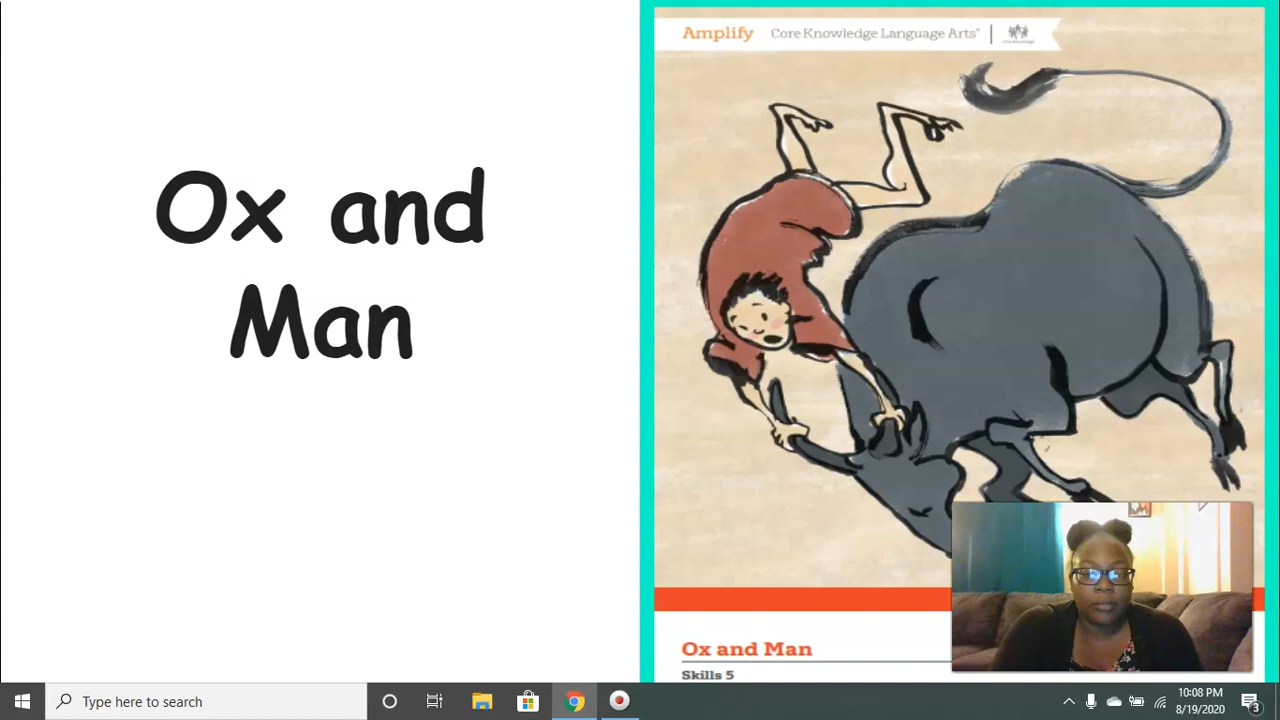 Ox and
Man
Amplify Core Knowledge Language Arts®
Ox and Man
Skills 5
Type here to search
10:08 PM
8/19/2020
3